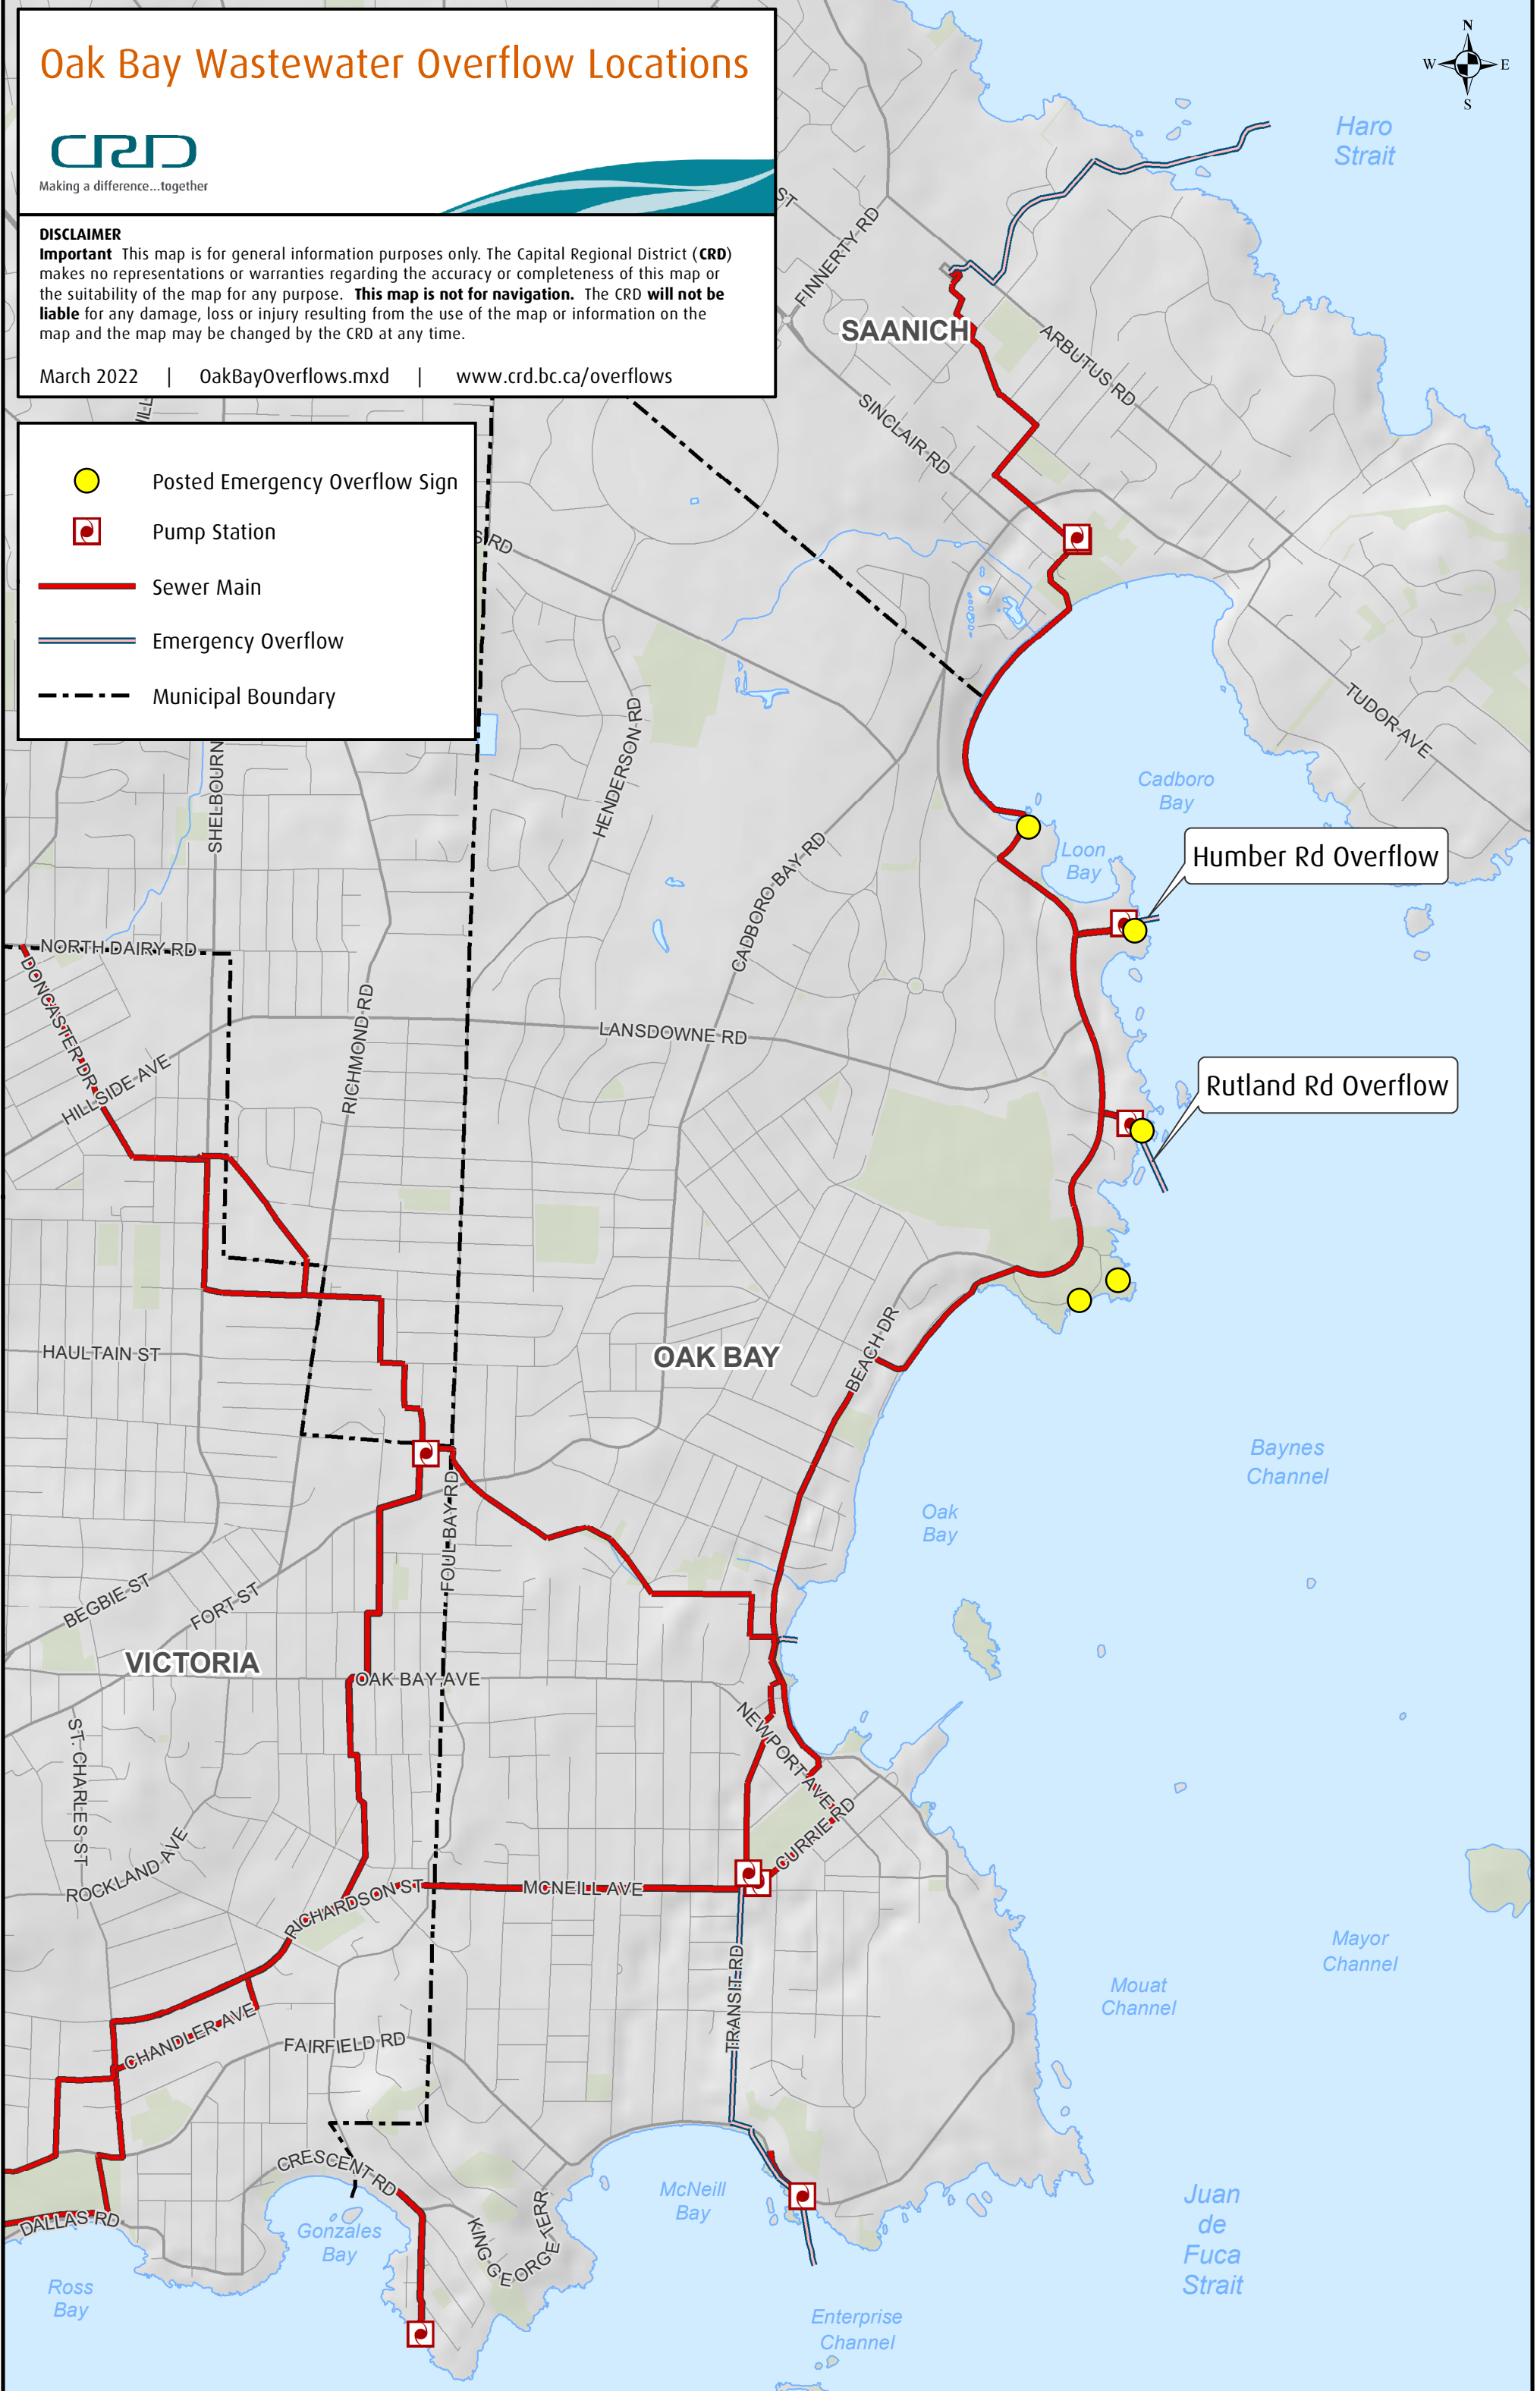 Oak Bay Wastewater Overflow Locations
CRD
Making a difference...together
DISCLAIMER
Important This map is for general information purposes only. The Capital Regional District (CRD)
makes no representations or warranties regarding the accuracy or completeness of this map or
the suitability of the map for any purpose. This map is not for navigation. The CRD will not be
liable for any damage, loss or injury resulting from the use of the map or information on the
map and the map may be changed by the CRD at any time.
March 2022 | OakBayOverflows.mxd | www.crd.bc.ca/overflows
Posted Emergency Overflow Sign
Pump Station
Sewer Main
Emergency Overflow
Municipal Boundary
N
W
E
S
Haro
Strait
ST
FINNERTY RD
SAANICH
ARBUTUS RD
SINCLAIR RD
S RD
TUDOR AVE
HENDERSON RD
SHELBOURN
Cadboro
Bay
Humber Rd Overflow
Loon
Bay
CADBORO BAY RD
NORTH DAIRY RD
DONCASTER DR
RICHMOND RD
LANSDOWNE RD
HILLSIDE AVE
Rutland Rd Overflow
HAULTAIN ST
OAK BAY
BEACH DR
Baynes
Channel
Oak
Bay
FOUL BAY RD
BEGBIE ST
FORT ST
VICTORIA
OAK BAY AVE
ST. CHARLES ST
NEWPORT AVE
CURRIE RD
ROCKLAND AVE
RICHARDSON ST
MCNEILL AVE
Mayor
Channel
Mouat
Channel
TRANSIT RD
CHANDLER AVE
FAIRFIELD RD
CRESCENT RD
McNeill
Bay
KING GEORGE TERR
DALLAS RD
Gonzales
Bay
Juan
de
Fuca
Strait
Ross
Bay
Enterprise
Channel